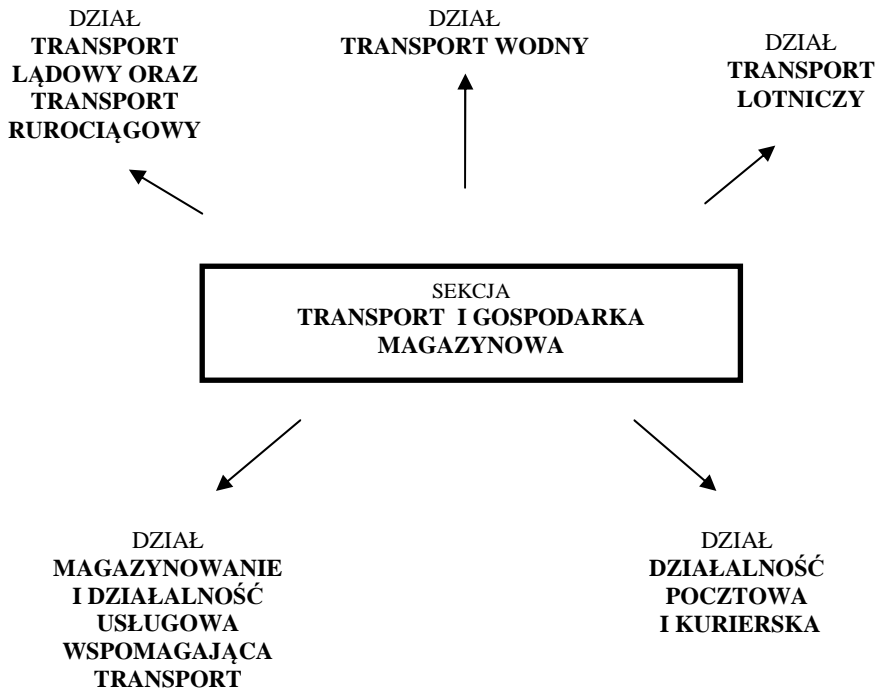 DZIAŁ
TRANSPORT
LĄDOWY ORAZ
TRANSPORT
RUROCIĄGOWY
DZIAŁ
TRANSPORT WODNY
DZIAŁ
TRANSPORT
LOTNICZY
SEKCJA
TRANSPORT I GOSPODARKA
MAGAZYNOWA
DZIAŁ
MAGAZYNOWANIE
I DZIAŁALNOŚĆ
USŁUGOWA
WSPOMAGAJĄCA
TRANSPORT
DZIAŁ
DZIAŁALNOŚĆ
POCZTOWA
I KURIERSKA